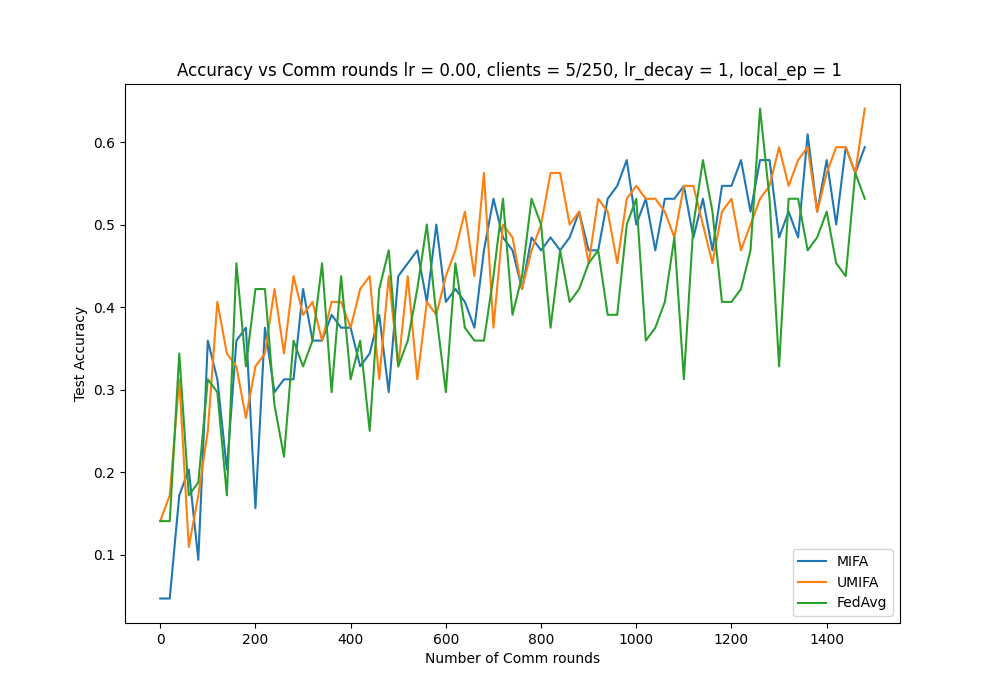 Accuracy vs Comm rounds lr = 0.00, clients = 5/250, lr_decay = 1, local_ep = 1
Test Accuracy
0.6
0.5
0.4
0.3
0.2
0.1
0 200 400 600 800 1000 1200 1400
Number of Comm rounds
MIFA
UMIFA
FedAvg